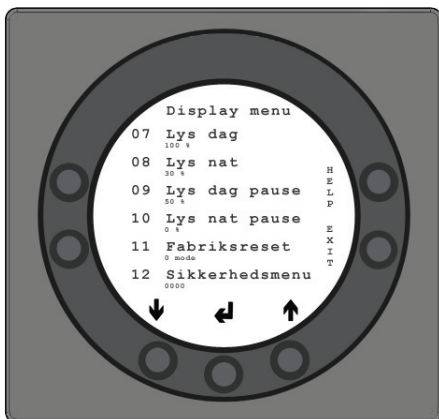 Display menu
07 Lys dag
100 %
08 Lys nat
30 %
09 Lys dag pause
50 %
10 Lys nat pause
0 %
11 Fabriksreset
0 mode
12 Sikkerhedsmenu
0000
HELP
EXIT